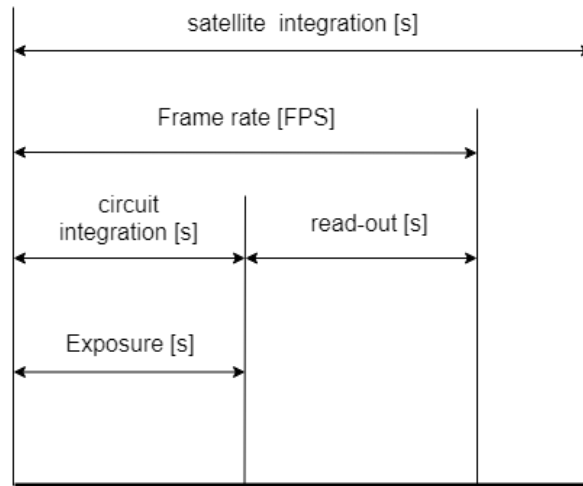 satellite  integration [s]
Frame rate [FPS]
circuit
integration [s]
read-out [s]
Exposure [s]